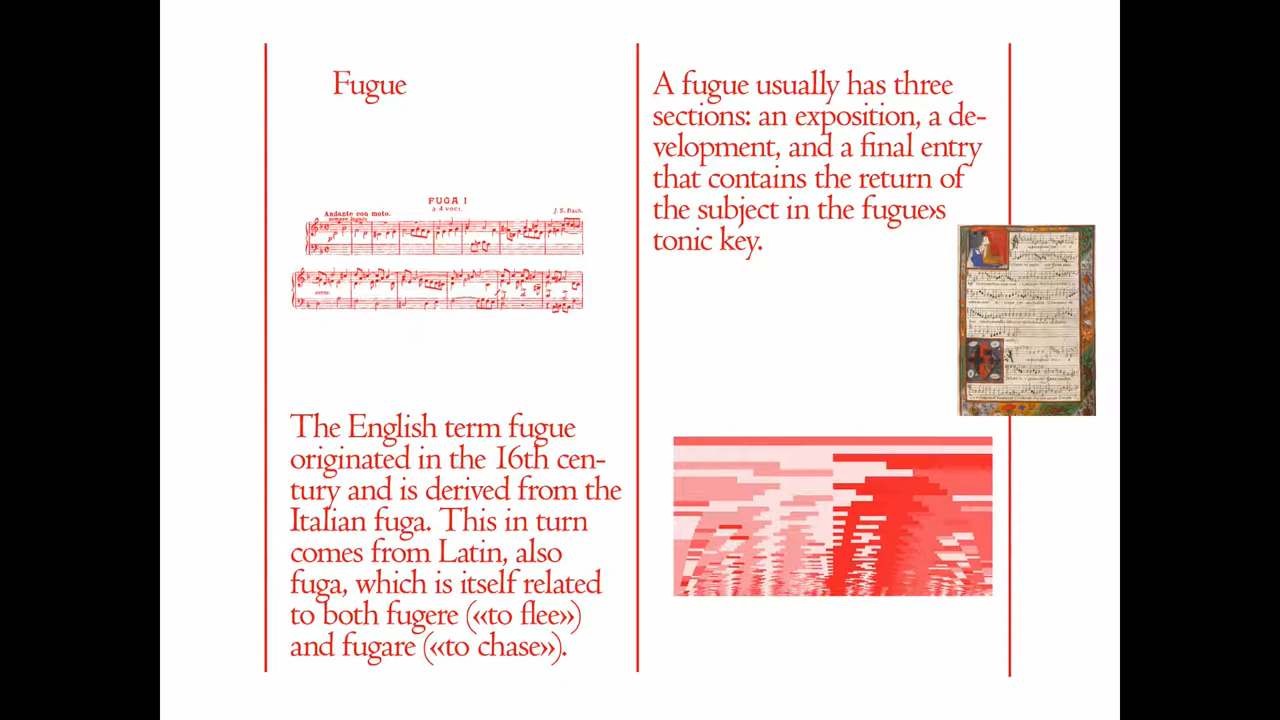 Fugue
FUGA I
a 4 voci.
Andante con moto.
sempre legato
J. S. Bach.
The English term fugue
originated in the 16th cen-
tury and is derived from the
Italian fuga. This in turn
comes from Latin, also
fuga, which is itself related
to both fugere (‹‹to flee››)
and fugare (‹‹to chase››).
A fugue usually has three
sections: an exposition, a de-
velopment, and a final entry
that contains the return of
the subject in the fugue›s
tonic key.